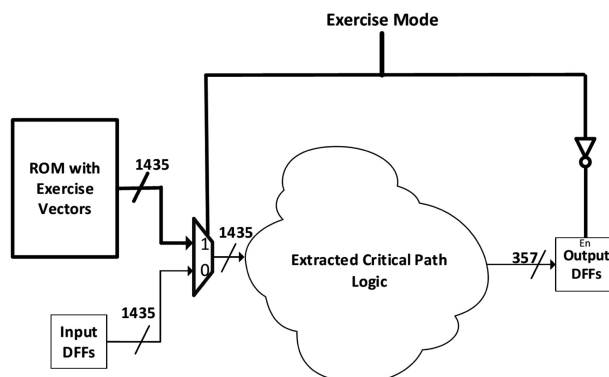 Exercise Mode
ROM with
Exercise
Vectors
1435
1
0
1435
Extracted Critical Path
Logic
357
En
Output
DFFs
1435
Input
DFFs